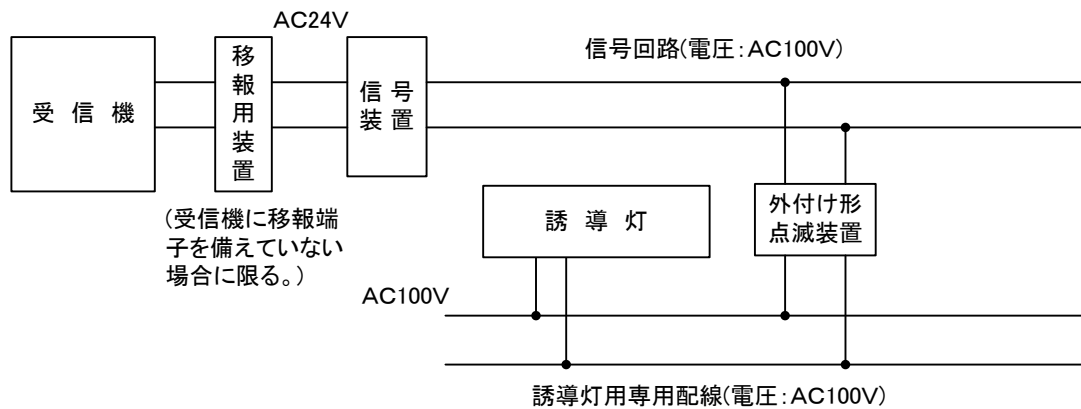 AC24V
信号回路(電圧:AC100V)
受 信 機
移報用装置
信 号
装 置
(受信機に移報端
子を備えていない
場合に限る。)
誘 導 灯
外付け形
点滅装置
AC100V
誘導灯用専用配線(電圧:AC100V)